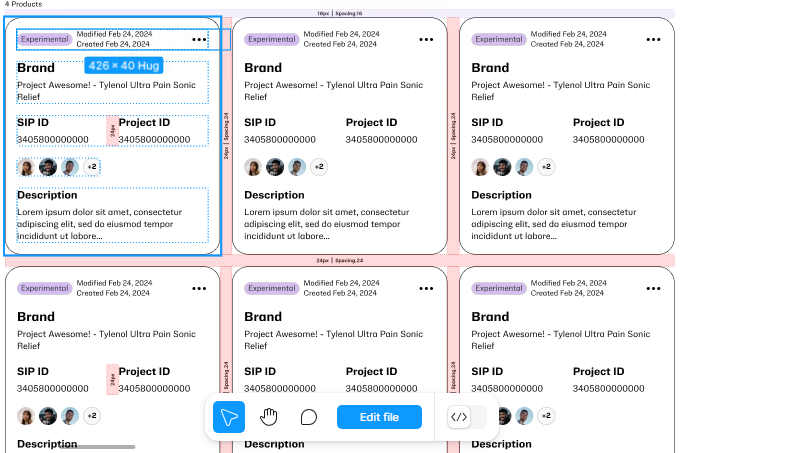 4 Products
16px | Spacing.16
Experimental
Modified Feb 24, 2024
Created Feb 24, 2024
•••
426 × 40 Hug
Brand
Project Awesome! - Tylenol Ultra Pain Sonic
Relief
SIP ID
24px
Project ID
3405800000000
3405800000000
+2
Description
Lorem ipsum dolor sit amet, consectetur
adipiscing elit, sed do eiusmod tempor
incididunt ut labore...
24px | Spacing.24
Experimental
Modified Feb 24, 2024
Created Feb 24, 2024
•••
Brand
Project Awesome! - Tylenol Ultra Pain Sonic
Relief
SIP ID
Project ID
3405800000000
3405800000000
+2
Description
Lorem ipsum dolor sit amet, consectetur
adipiscing elit, sed do eiusmod tempor
incididunt ut labore...
24px | Spacing.24
Experimental
Modified Feb 24, 2024
Created Feb 24, 2024
•••
Brand
Project Awesome! - Tylenol Ultra Pain Sonic
Relief
SIP ID
Project ID
3405800000000
3405800000000
+2
Description
Lorem ipsum dolor sit amet, consectetur
adipiscing elit, sed do eiusmod tempor
incididunt ut labore...
24px | Spacing.24
Experimental
Modified Feb 24, 2024
Created Feb 24, 2024
•••
Brand
Project Awesome! - Tylenol Ultra Pain Sonic
Relief
SIP ID
24px
Project ID
3405800000000
3405800000000
+2
Description
Spacing.24
Experimental
Modified Feb 24, 2024
Created Feb 24, 2024
•••
Brand
Project Awesome! - Tylenol Ultra Pain Sonic
Relief
SIP ID
Project ID
3405800000000
3405800000000
Description
Spacing.24
Experimental
Modified Feb 24, 2024
Created Feb 24, 2024
•••
Brand
Project Awesome! - Tylenol Ultra Pain Sonic
Relief
SIP ID
Project ID
3405800000000
3405800000000
+2
Description
Edit file